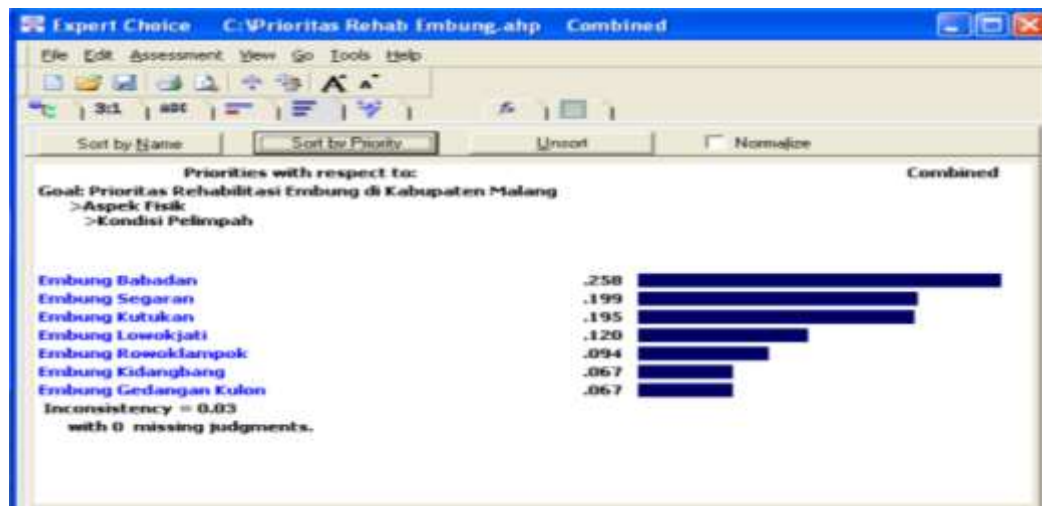 Expert Choice C:\Prioritas Rehab Embung.ahp Combined
File Edit Assessment View Go Tools Help
A A
3:1 ABC
Sort by Name Sort by Priority Unsort Normalize
Priorities with respect to: Combined
Goal: Prioritas Rehabilitasi Embung di Kabupaten Malang
>Aspek Fisik
>Kondisi Pelimpah
Embung Babadan .258
Embung Segaran .199
Embung Kutukan .195
Embung Lowokjati .120
Embung Rowoklampok .094
Embung Kidangbang .067
Embung Gedangan Kulon .067
Inconsistency = 0.03
with 0 missing judgments.